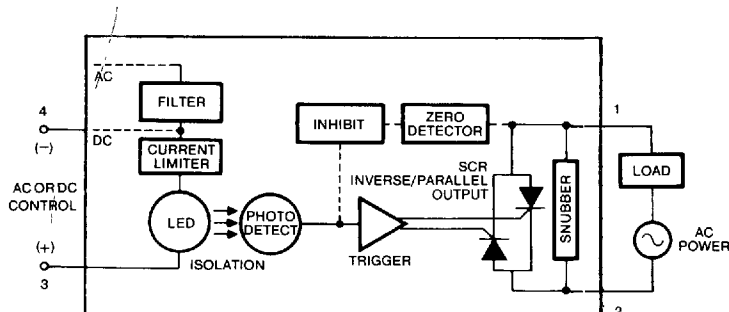 AC
FILTER
4
(-)
DC
CURRENT
LIMITER
AC OR DC
CONTROL
LED
PHOTO
DETECT
(+)
3
ISOLATION
INHIBIT
ZERO
DETECTOR
TRIGGER
SCR
INVERSE/PARALLEL
OUTPUT
SNUBBER
1
LOAD
AC
POWER
2